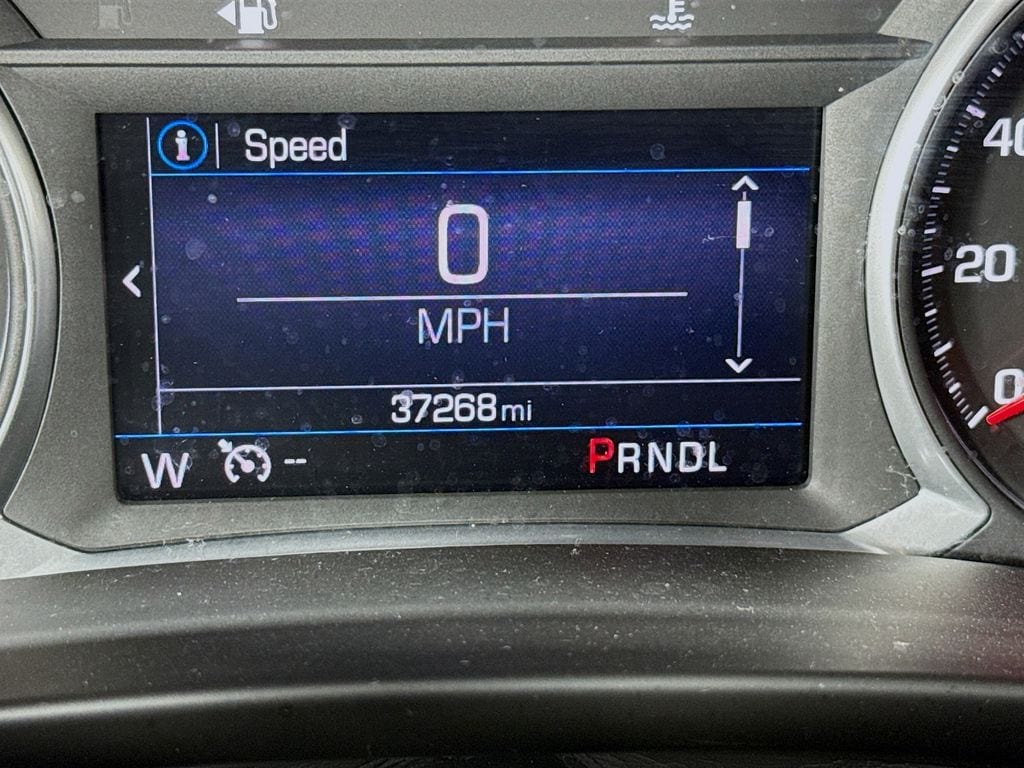 Speed
0
MPH
37268 mi
W -- PRNDL
40
20
0